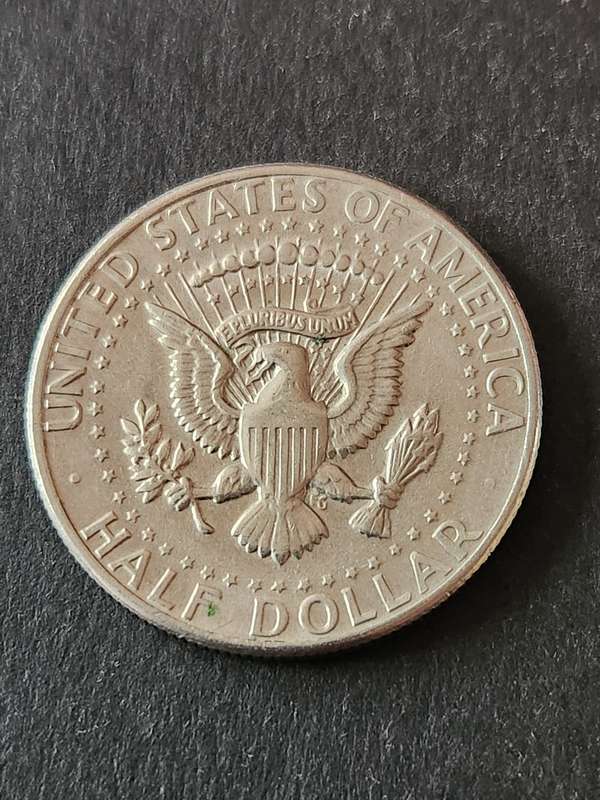 UNITED STATES OF AMERICA
E PLURIBUS UNUM
HALF DOLLAR